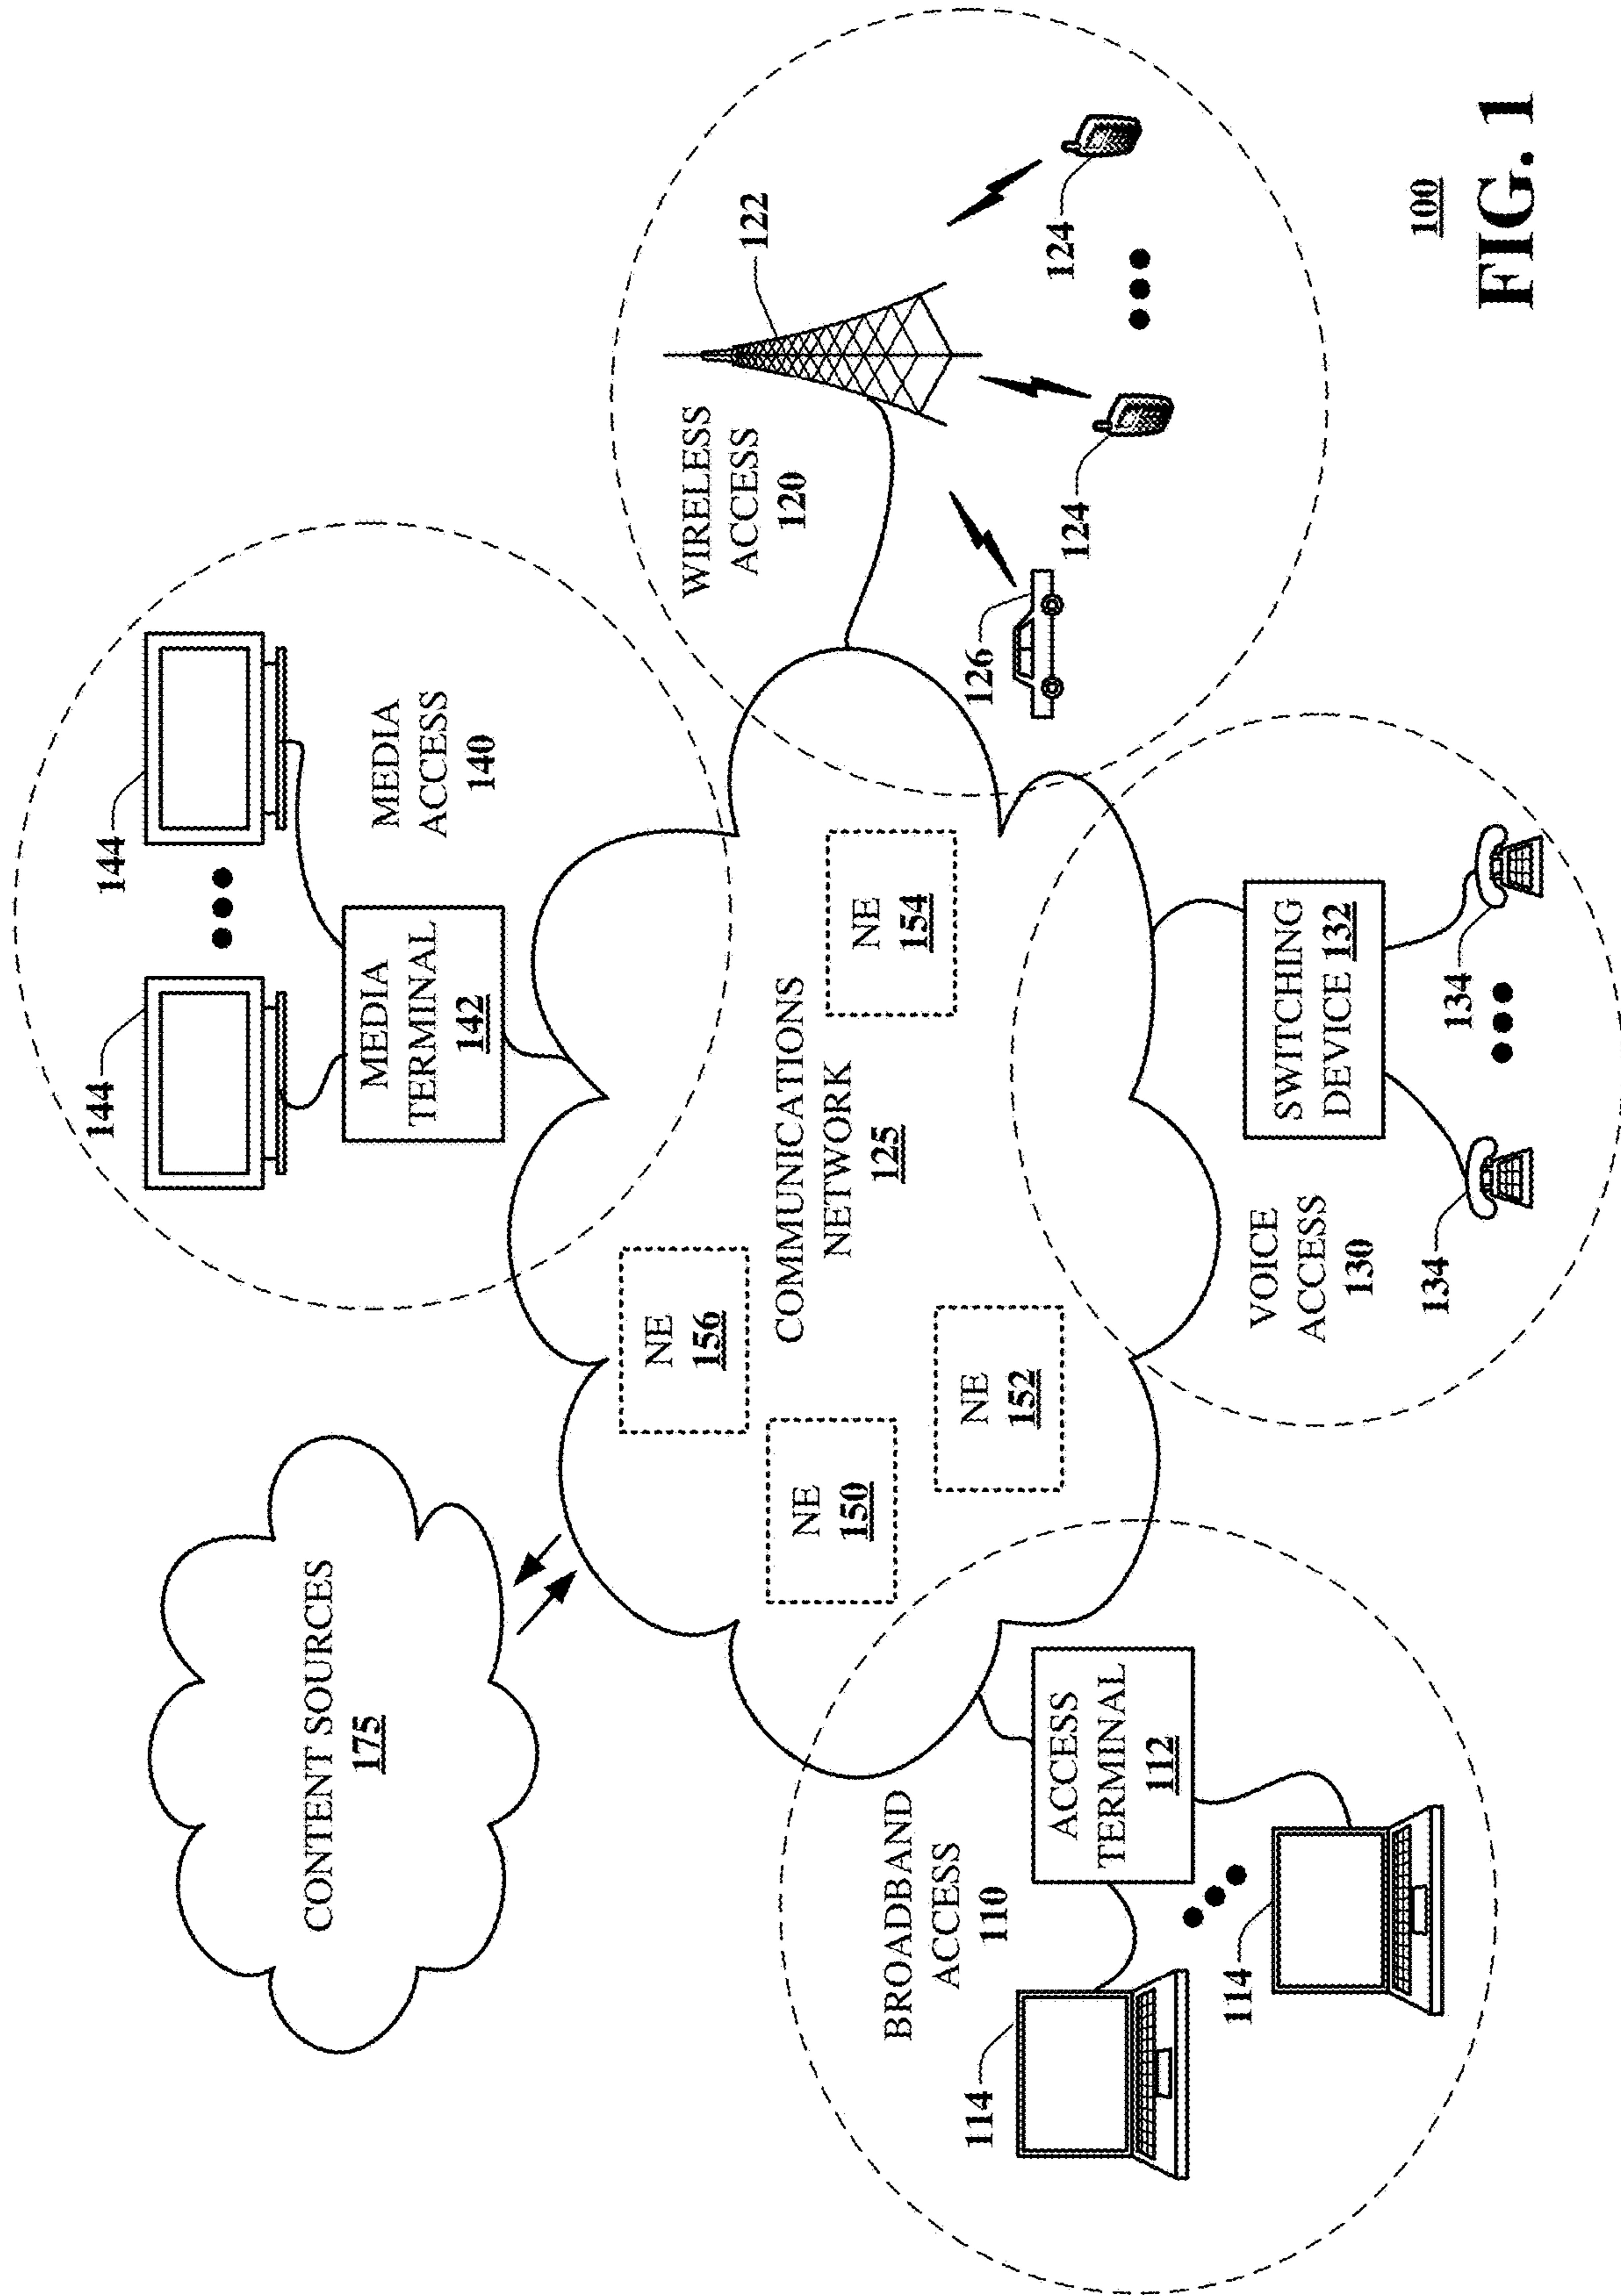 CONTENT SOURCES
175
144
144
MEDIA
TERMINAL
142
MEDIA
ACCESS
140
WIRELESS
ACCESS
120
122
124
124
126
NE
156
NE
150
NE
152
NE
154
COMMUNICATIONS
NETWORK
125
BROADBAND
ACCESS
110
ACCESS
TERMINAL
112
114
114
VOICE
ACCESS
130
SWITCHING
DEVICE 132
134
134
100
FIG. 1